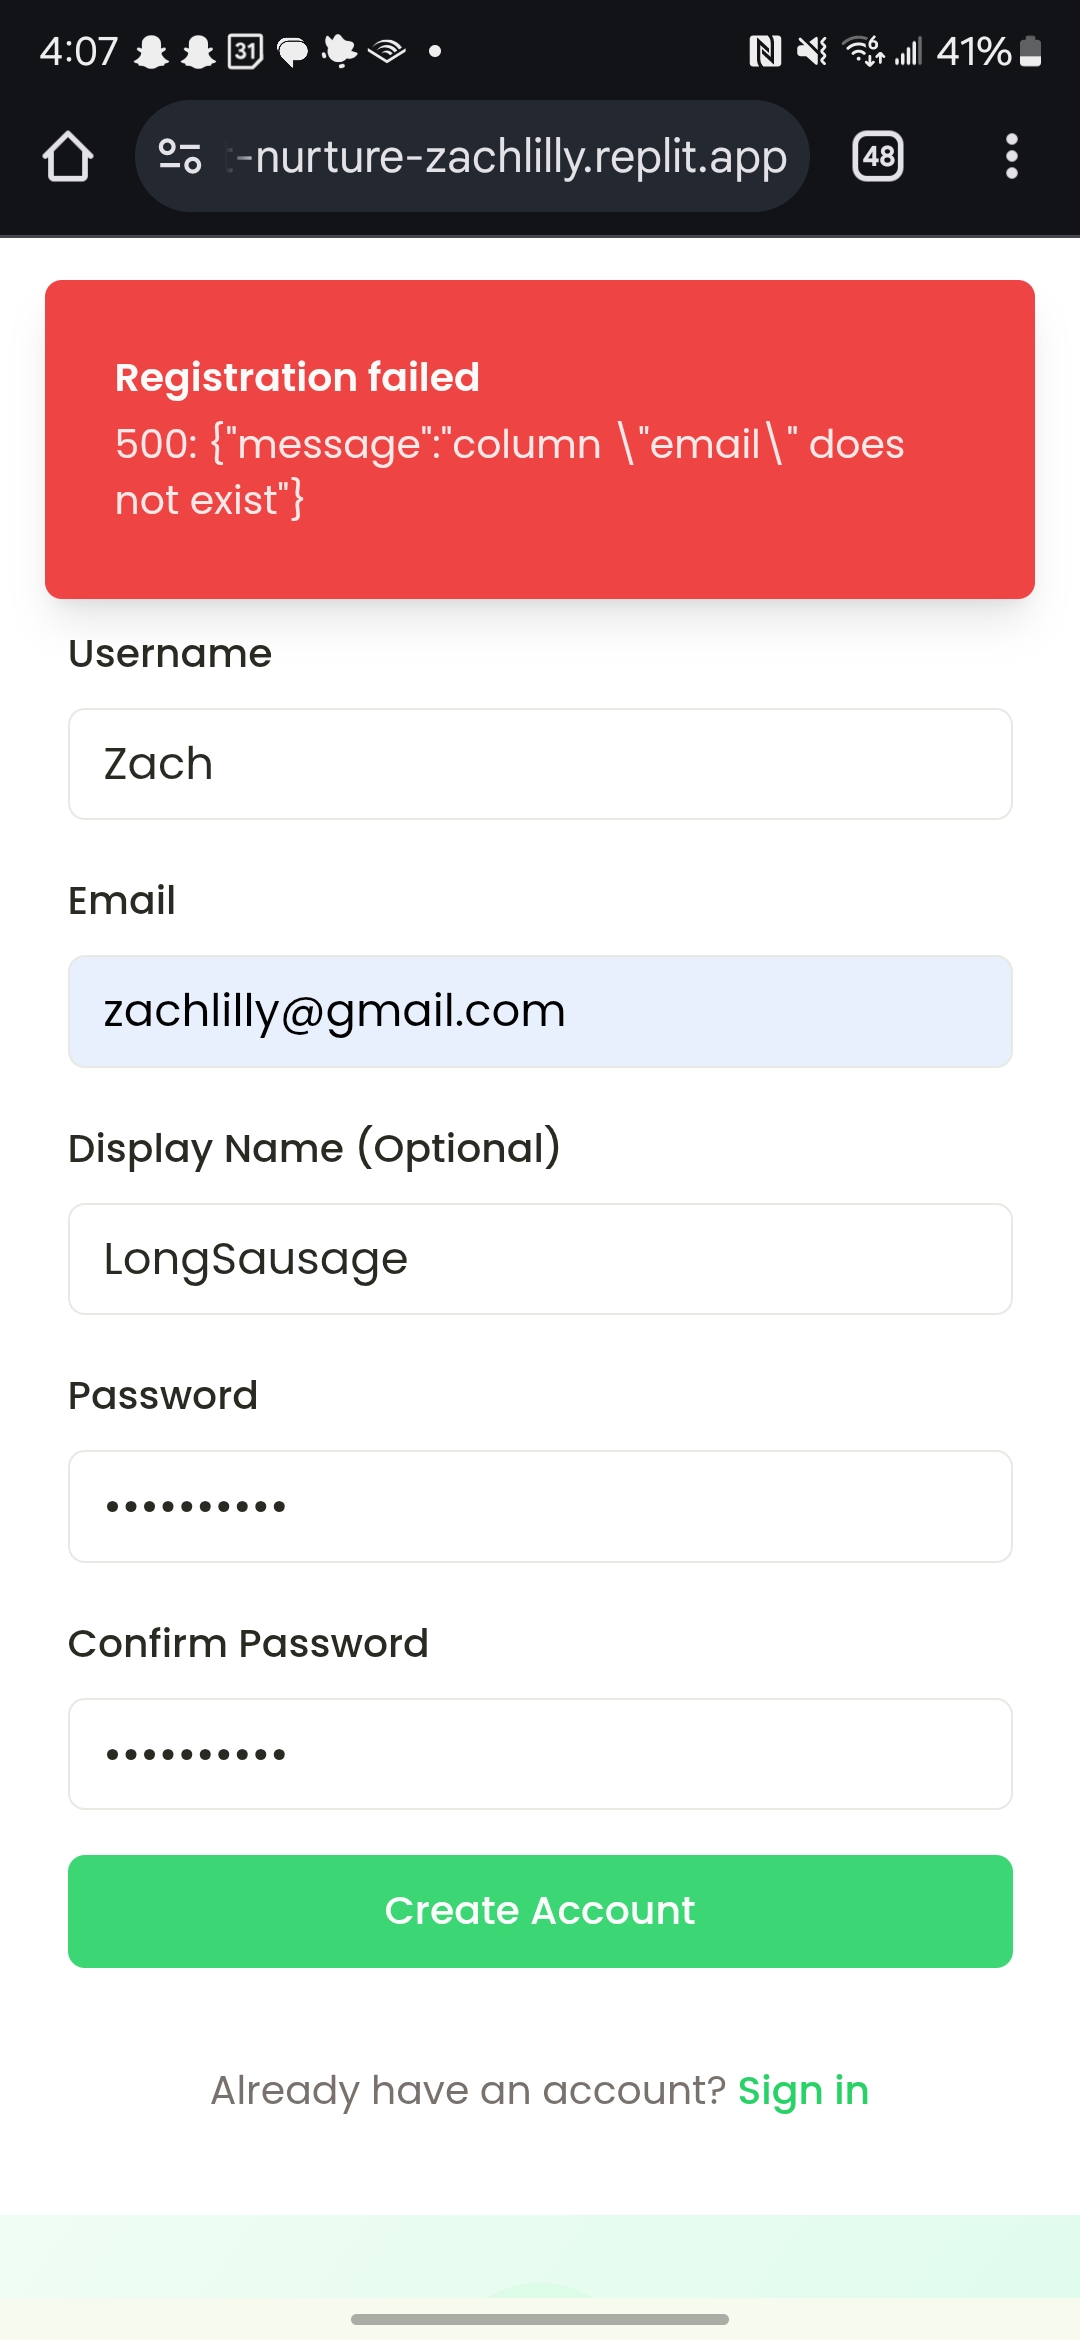 4:07
31
6
41%
-nurture-zachlilly.replit.app
48
Registration failed
500: {"message":"column \"email\" does
not exist"}
Username
Zach
Email
zachlilly@gmail.com
Display Name (Optional)
LongSausage
Password
••••••••••
Confirm Password
••••••••••
Create Account
Already have an account? Sign in